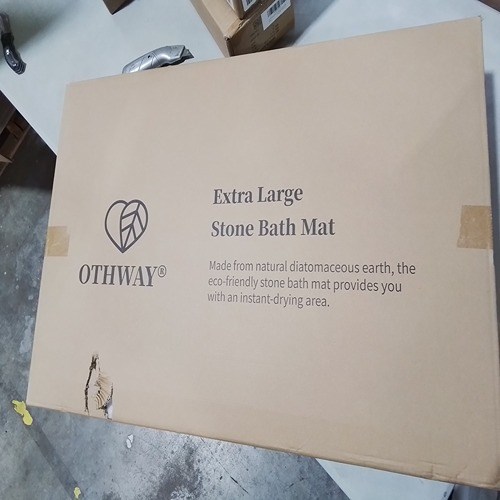 OTHWAY®
Extra Large
Stone Bath Mat
Made from natural diatomaceous earth, the
eco-friendly stone bath mat provides you
with an instant-drying area.